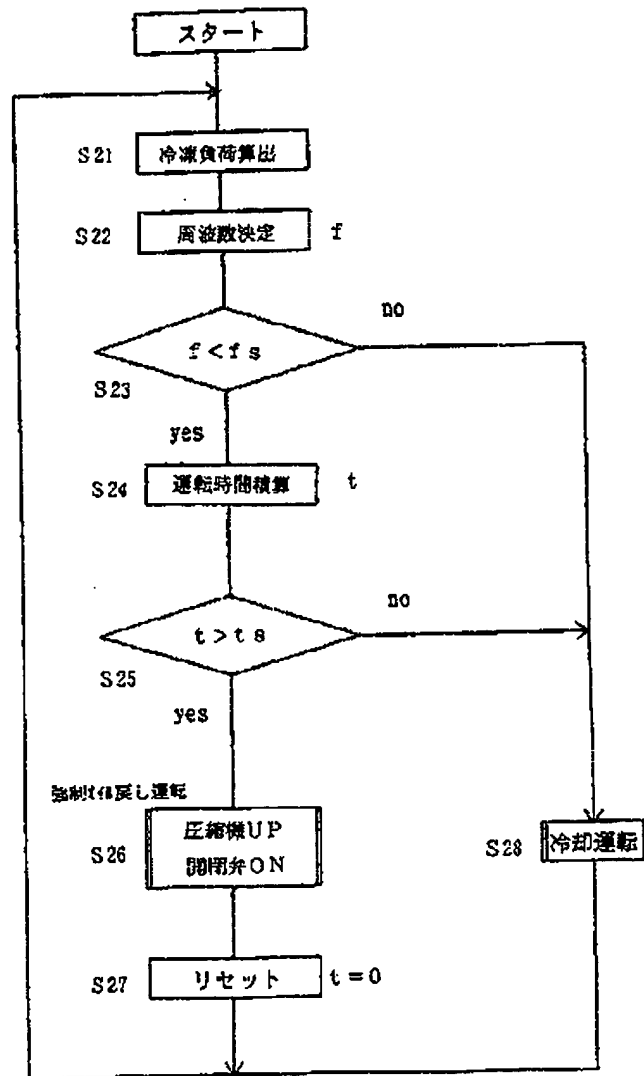 スタート
S21 冷凍負荷算出
S22 周波数決定 f
no
f<fs
S23
yes
S24 運転時間積算 t
no
t>ts
S25
yes
強制 戻し運転
圧縮機UP
S26
開閉弁ON
S28 冷却運転
S27 リセット t=0